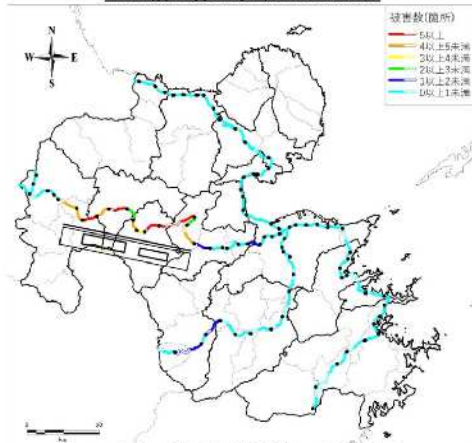 N
W E
S
被害数(箇所)
5以上
4以上5未満
3以上4未満
2以上3未満
1以上2未満
0以上1未満
km